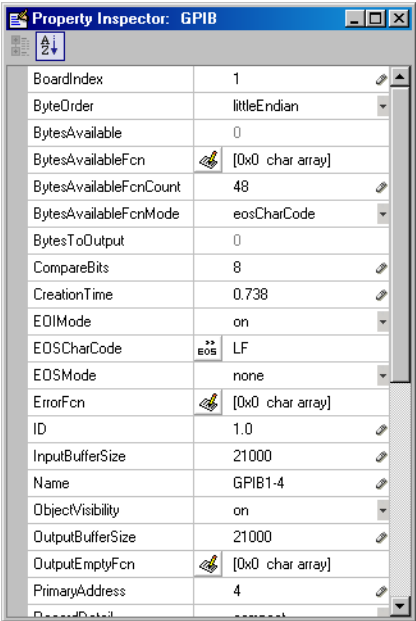 Property Inspector: GPIB
BoardIndex 1
ByteOrder littleEndian
BytesAvailable 0
BytesAvailableFcn [0x0 char array]
BytesAvailableFcnCount 48
BytesAvailableFcnMode eosCharCode
BytesToOutput 0
CompareBits 8
CreationTime 0.738
EOIMode on
EOSCharCode EOS LF
EOSMode none
ErrorFcn [0x0 char array]
ID 1.0
InputBufferSize 21000
Name GPIB1-4
ObjectVisibility on
OutputBufferSize 21000
OutputEmptyFcn [0x0 char array]
PrimaryAddress 4
RecordDetail compact